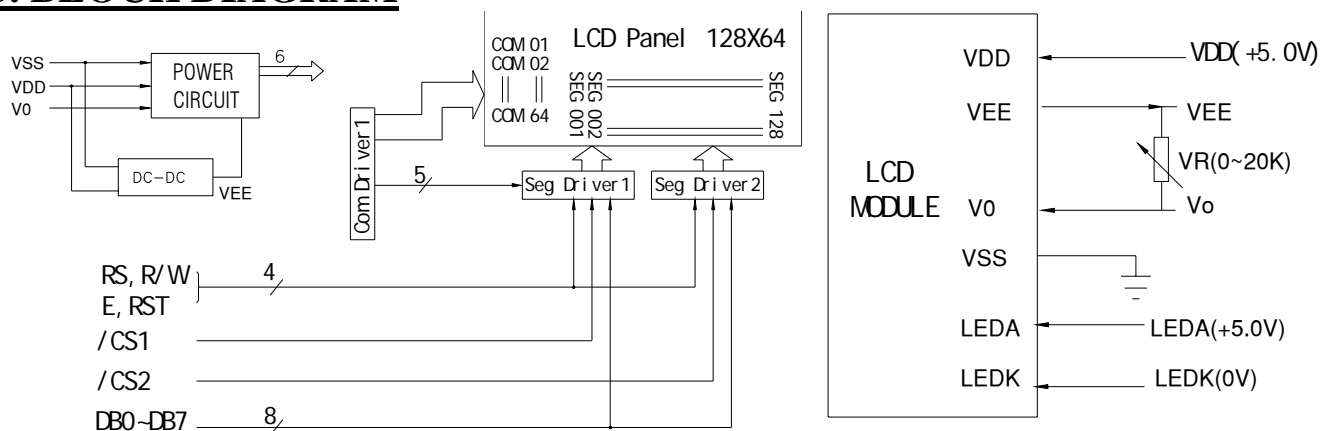 VSS
VDD
V0
POWER
CIRCUIT
6
DC-DC
VEE
COM 01
COM 02
COM 64
LCD Panel 128X64
SEG 001
SEG 002
SEG 128
Com Driver1
5
Seg Driver1
Seg Driver2
RS, R/W
E, RST
4
/CS1
/CS2
DB0~DB7
8
LCD
MODULE
VDD
VDD( +5. 0V)
VEE
VEE
VR(0~20K)
V0
Vo
VSS
LEDA
LEDA(+5.0V)
LEDK
LEDK(0V)